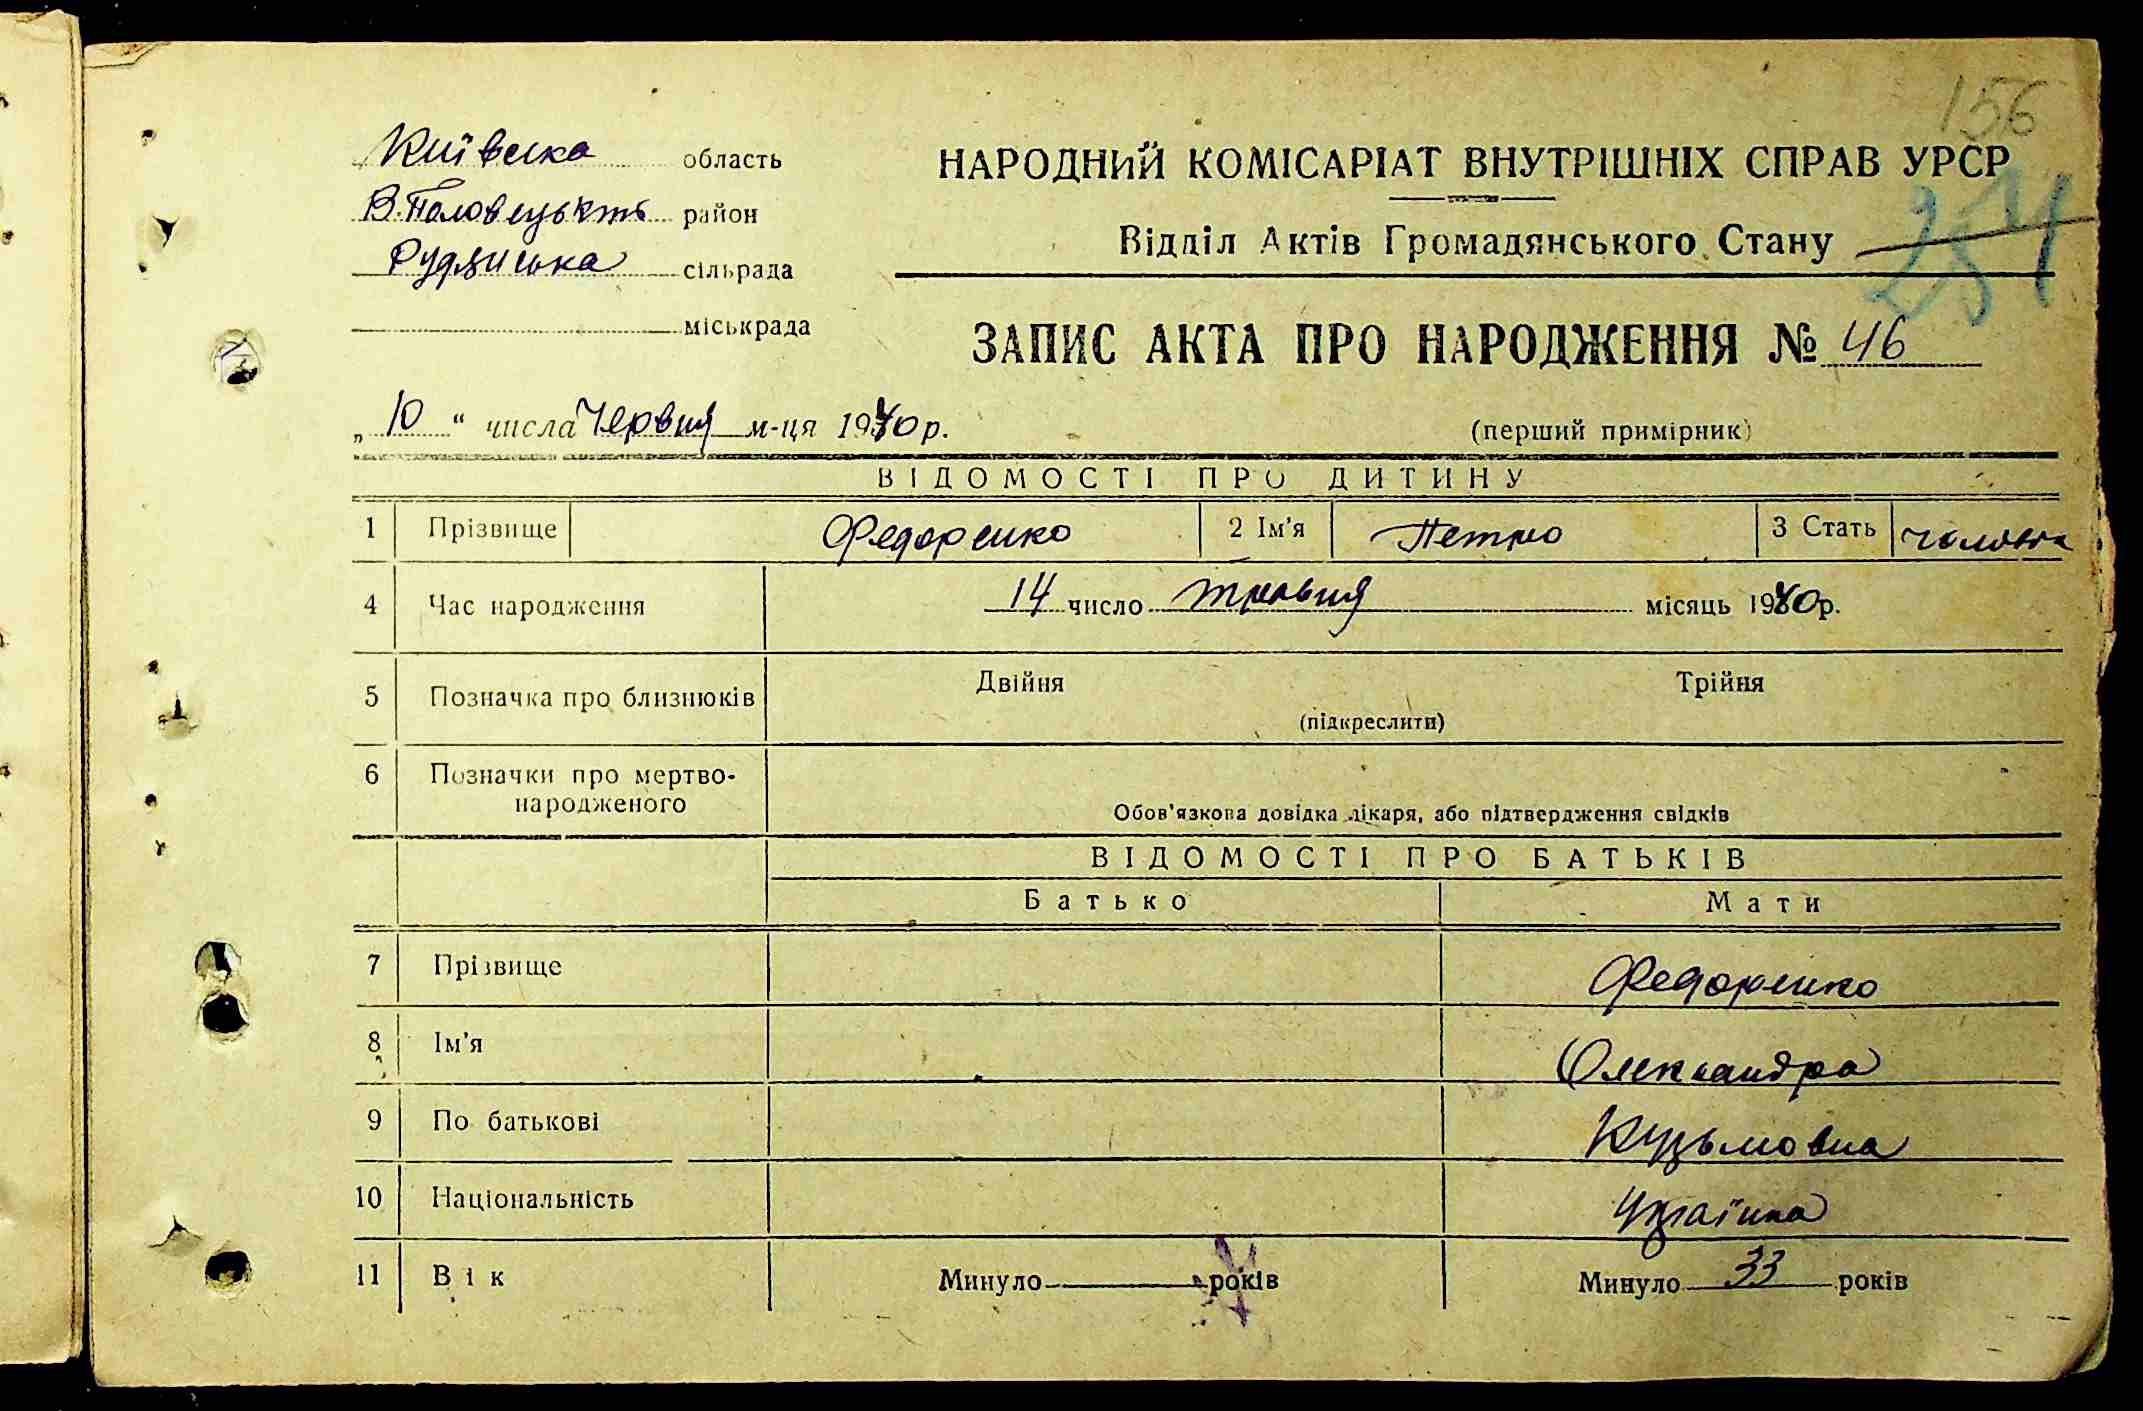 156
Київська область
НАРОДНИЙ КОМІСАРІАТ ВНУТРІШНІХ СПРАВ УРСР
В. Половецький район
Відділ Актів Громадянського Стану
сільрада
міськрада
ЗАПИС АКТА ПРО НАРОДЖЕННЯ № 46
„10“ числа Червня м-ця 1940 р.
(перший примірник)
ВІДОМОСТІ ПРО ДИТИНУ
1 Прізвище Федоренко 2 Ім'я Петро 3 Стать
4 Час народження 14 число травня місяць 1940 р.
5 Позначка про близнюків Двійня Трійня
(підкреслити)
6 Позначки про мертво-
народженого
Обов'язкова довідка лікаря, або підтвердження свідків
ВІДОМОСТІ ПРО БАТЬКІВ
Батько Мати
7 Прізвище Федоренко
8 Ім'я Олександра
9 По батькові Кузьмовна
10 Національність Українка
11 Вік Минуло років Минуло 33 років